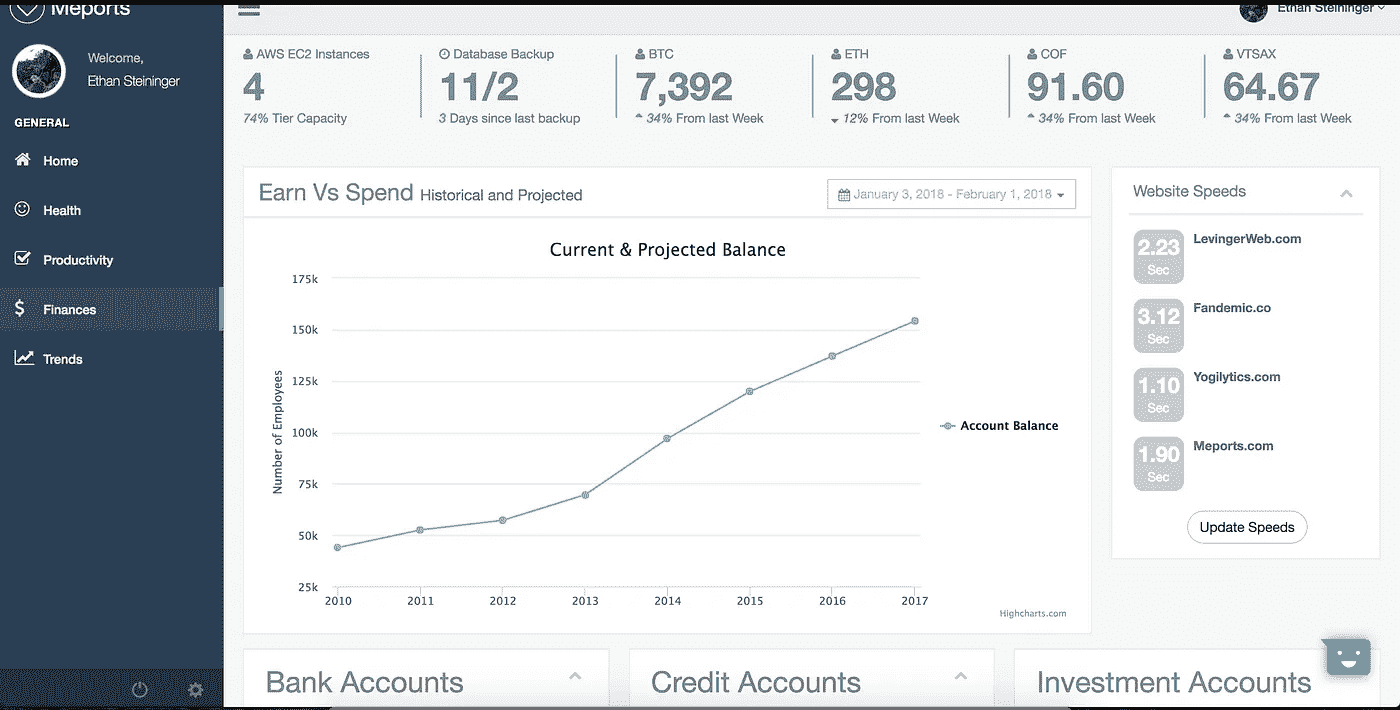 Meports
Ethan Steininger
Welcome,
Ethan Steininger
GENERAL
Home
Health
Productivity
Finances
Trends
AWS EC2 Instances
4
74% Tier Capacity
Database Backup
11/2
3 Days since last backup
BTC
7,392
34% From last Week
ETH
298
12% From last Week
COF
91.60
34% From last Week
VTSAX
64.67
34% From last Week
Earn Vs Spend Historical and Projected
January 3, 2018 - February 1, 2018
Current & Projected Balance
175k
150k
125k
100k
75k
50k
25k
Number of Employees
2010 2011 2012 2013 2014 2015 2016 2017
Account Balance
Highcharts.com
Website Speeds
2.23
Sec
LevingerWeb.com
3.12
Sec
Fandemic.co
1.10
Sec
Yogilytics.com
1.90
Sec
Meports.com
Update Speeds
Bank Accounts
Credit Accounts
Investment Accounts